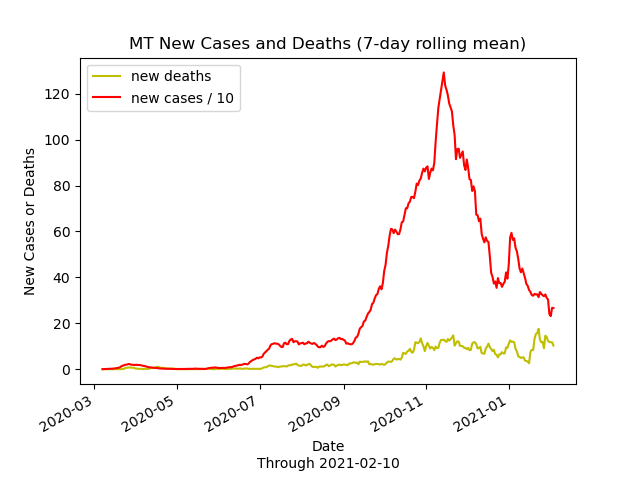 MT New Cases and Deaths (7-day rolling mean)
new deaths
new cases / 10
120
100
80
60
40
20
0
New Cases or Deaths
2020-03
2020-05
2020-07
2020-09
2020-11
2021-01
Date
Through 2021-02-10